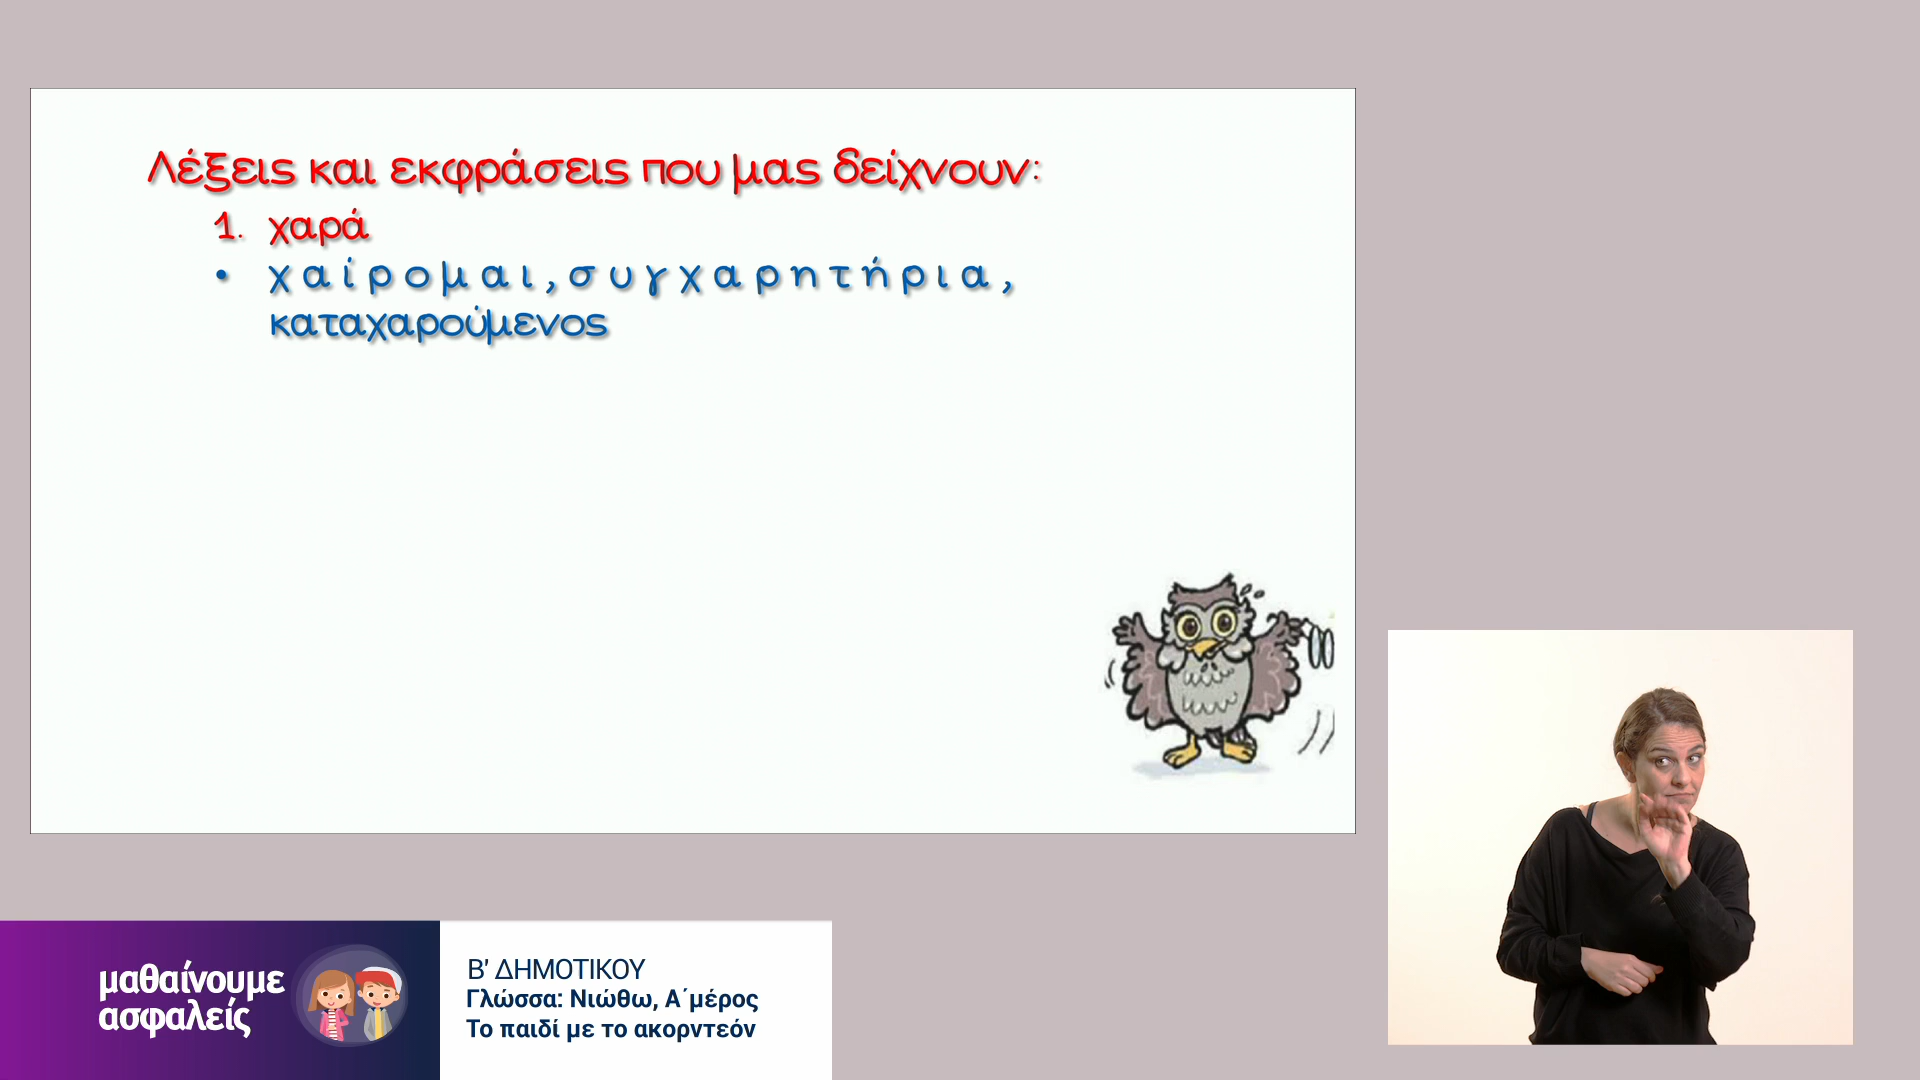 Λέξεις και εκφράσεις που μας δείχνουν:
1. χαρά
• χαίρομαι, συγχαρητήρια,
καταχαρούμενος
μαθαίνουμε
ασφαλείς
Β' ΔΗΜΟΤΙΚΟΥ
Γλώσσα: Νιώθω, Α΄μέρος
Το παιδί με το ακορντεόν